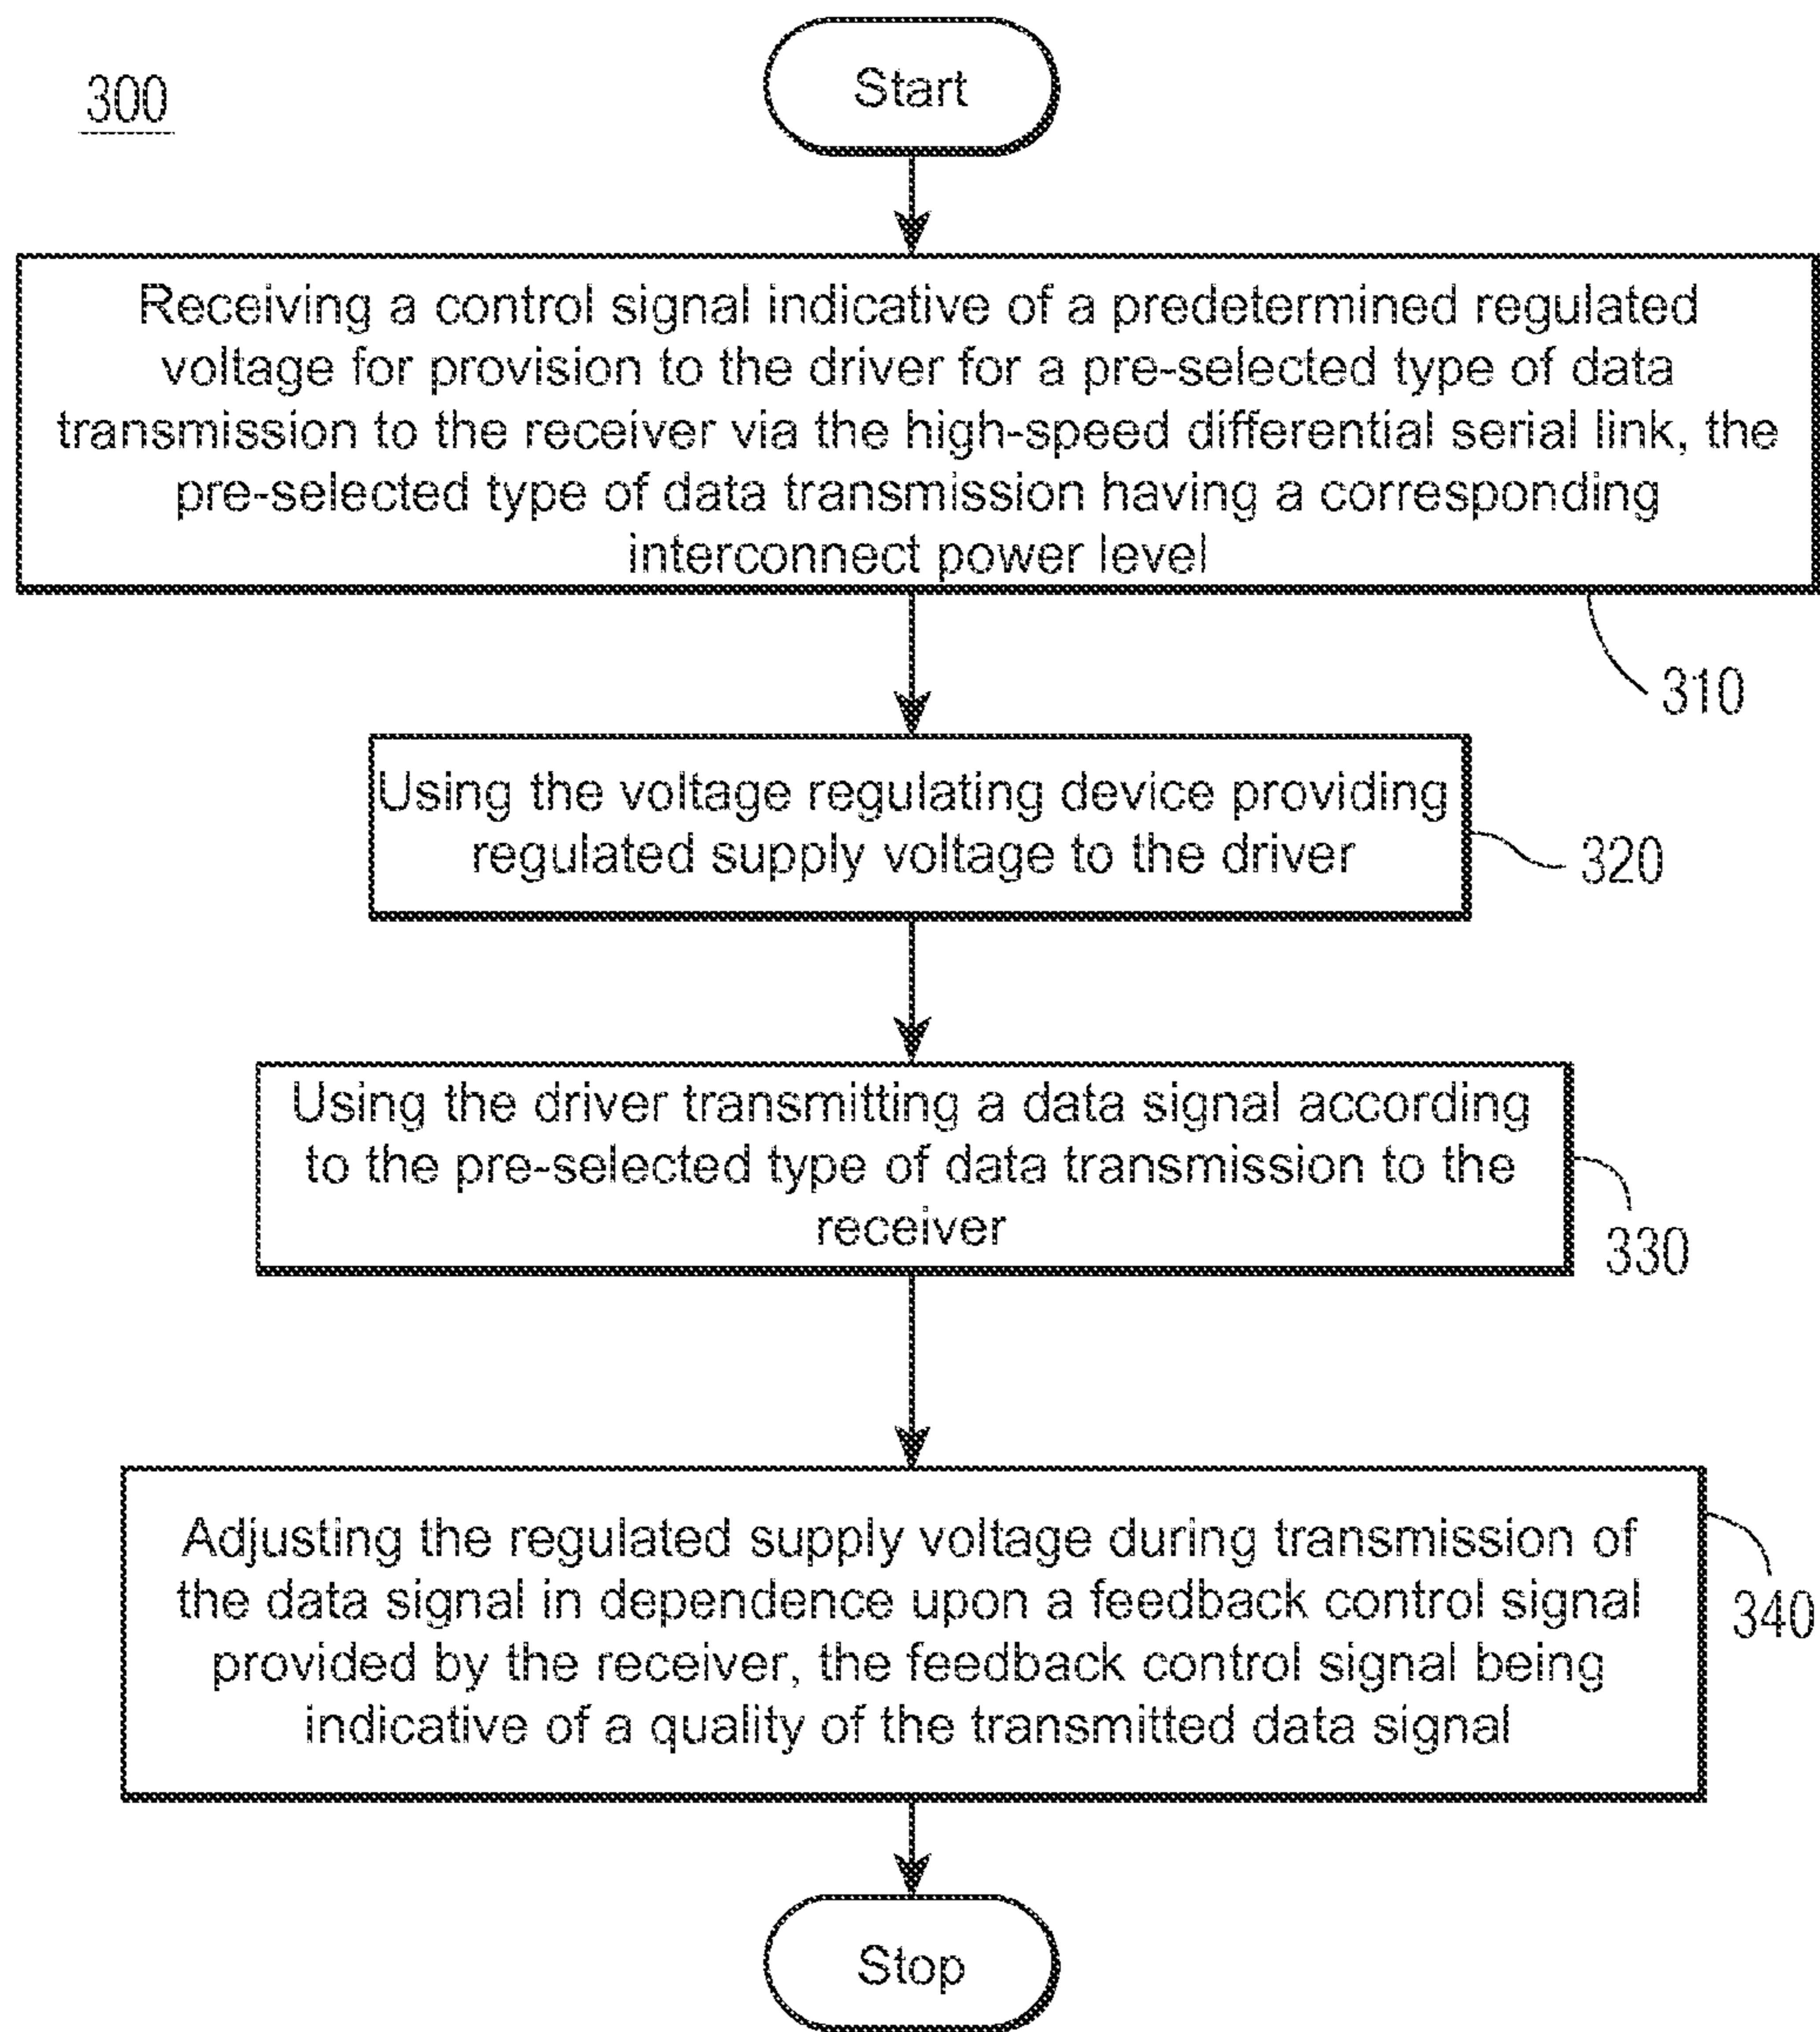 300
Start
Receiving a control signal indicative of a predetermined regulated
voltage for provision to the driver for a pre-selected type of data
transmission to the receiver via the high-speed differential serial link, the
pre-selected type of data transmission having a corresponding
interconnect power level
310
Using the voltage regulating device providing
regulated supply voltage to the driver
320
Using the driver transmitting a data signal according
to the pre-selected type of data transmission to the
receiver
330
Adjusting the regulated supply voltage during transmission of
the data signal in dependence upon a feedback control signal
provided by the receiver, the feedback control signal being
indicative of a quality of the transmitted data signal
340
Stop